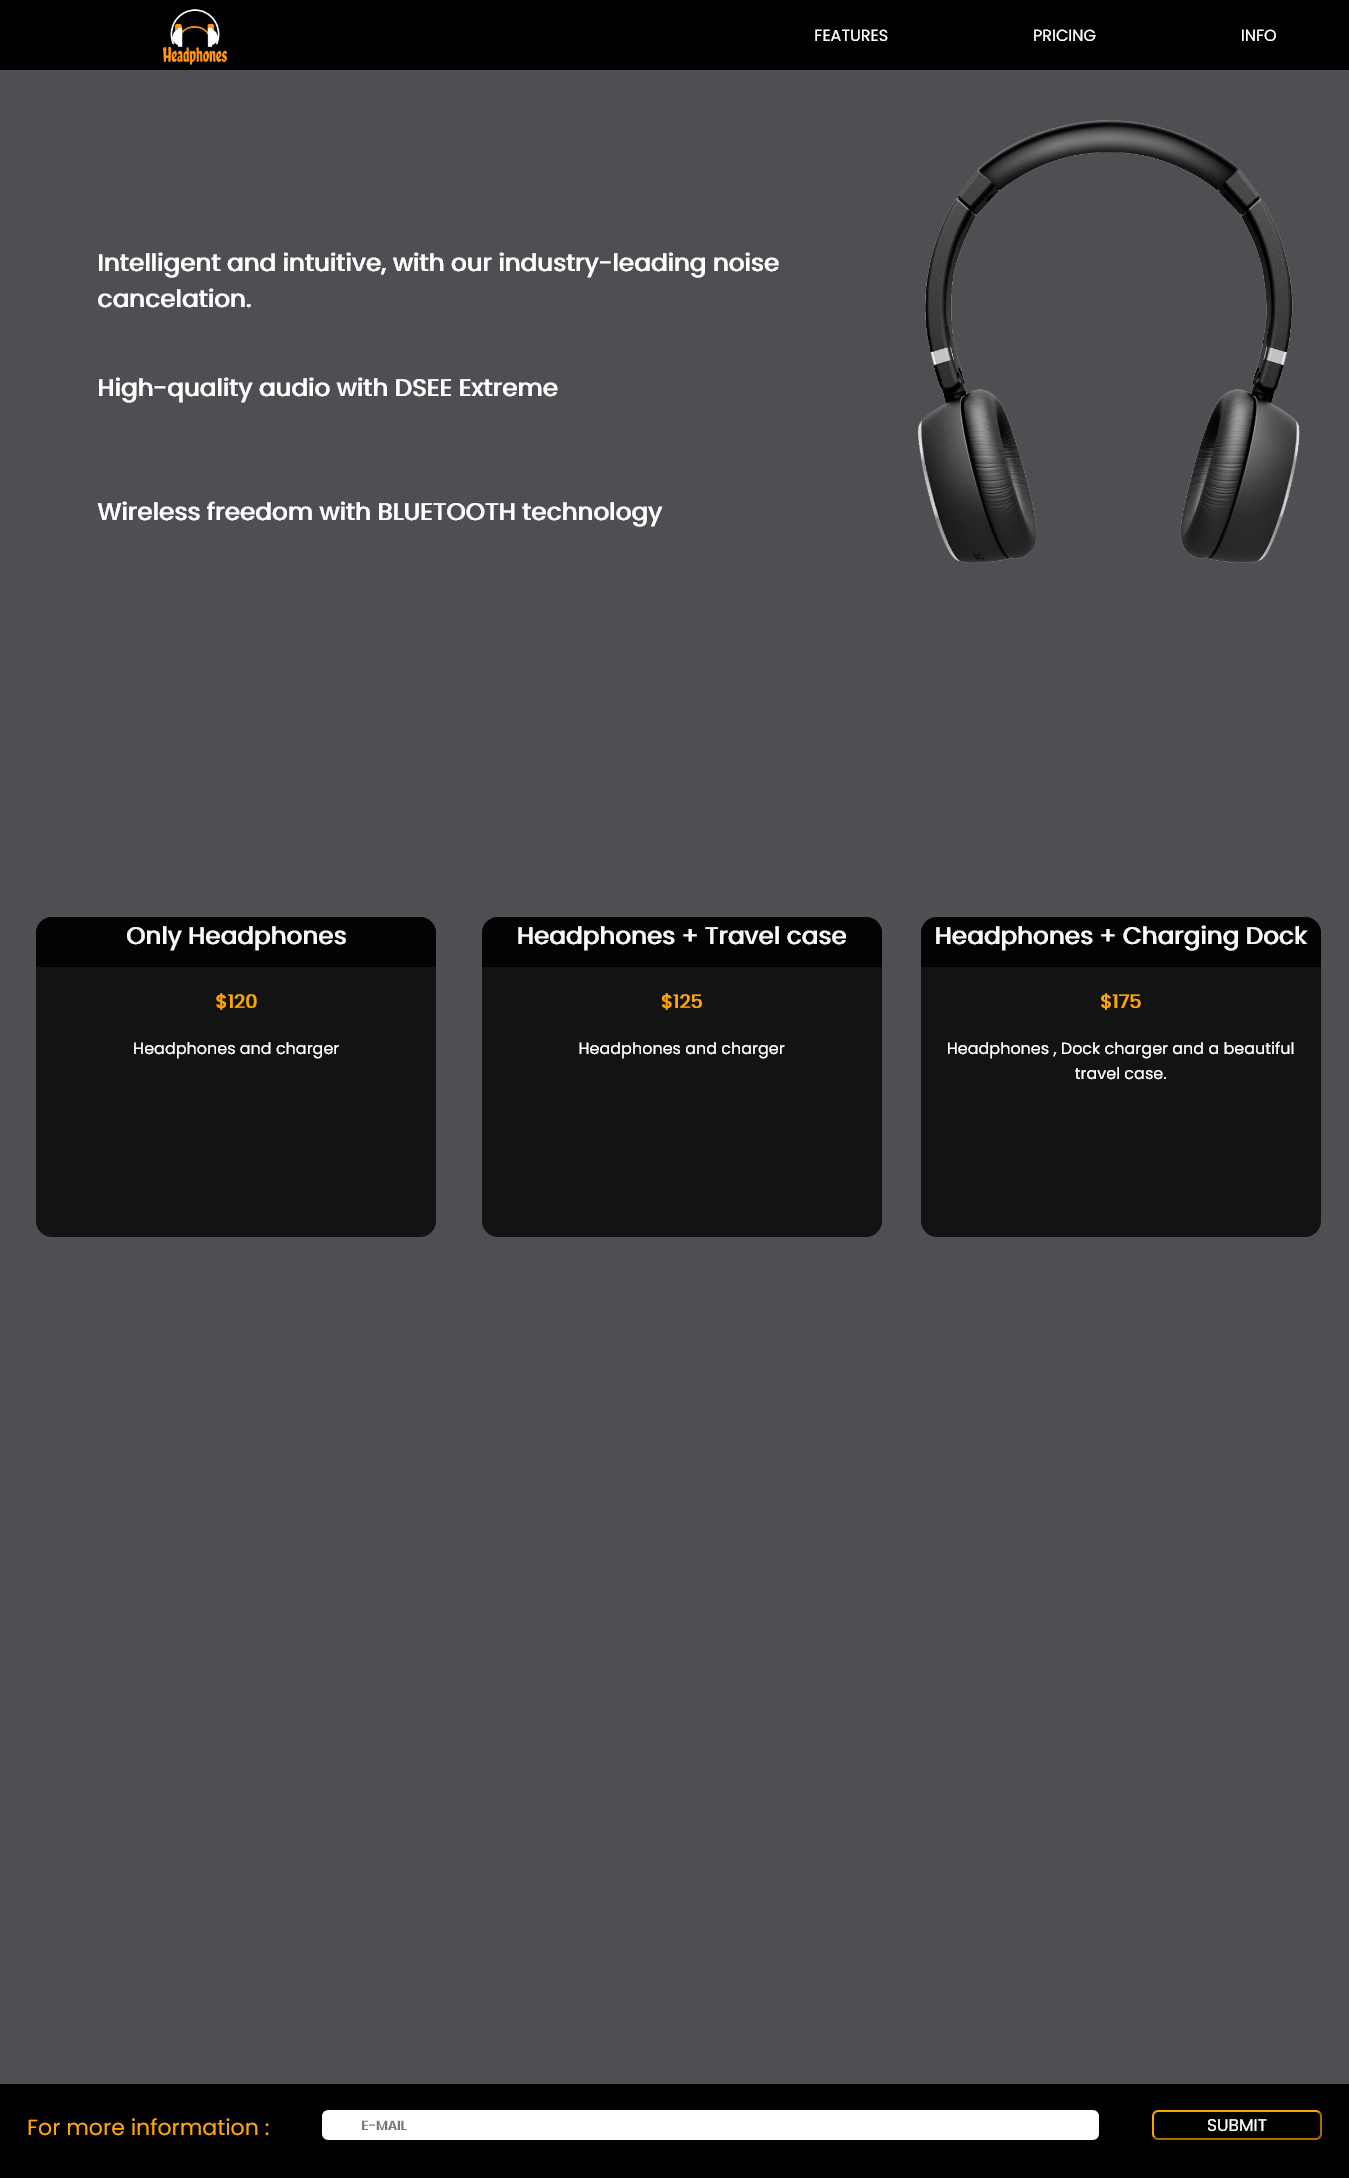 Headphones
FEATURES
PRICING
INFO
Intelligent and intuitive, with our industry-leading noise
cancelation.
High-quality audio with DSEE Extreme
Wireless freedom with BLUETOOTH technology
Only Headphones
$120
Headphones and charger
Headphones + Travel case
$125
Headphones and charger
Headphones + Charging Dock
$175
Headphones , Dock charger and a beautiful
travel case.
For more information :
E-MAIL
SUBMIT